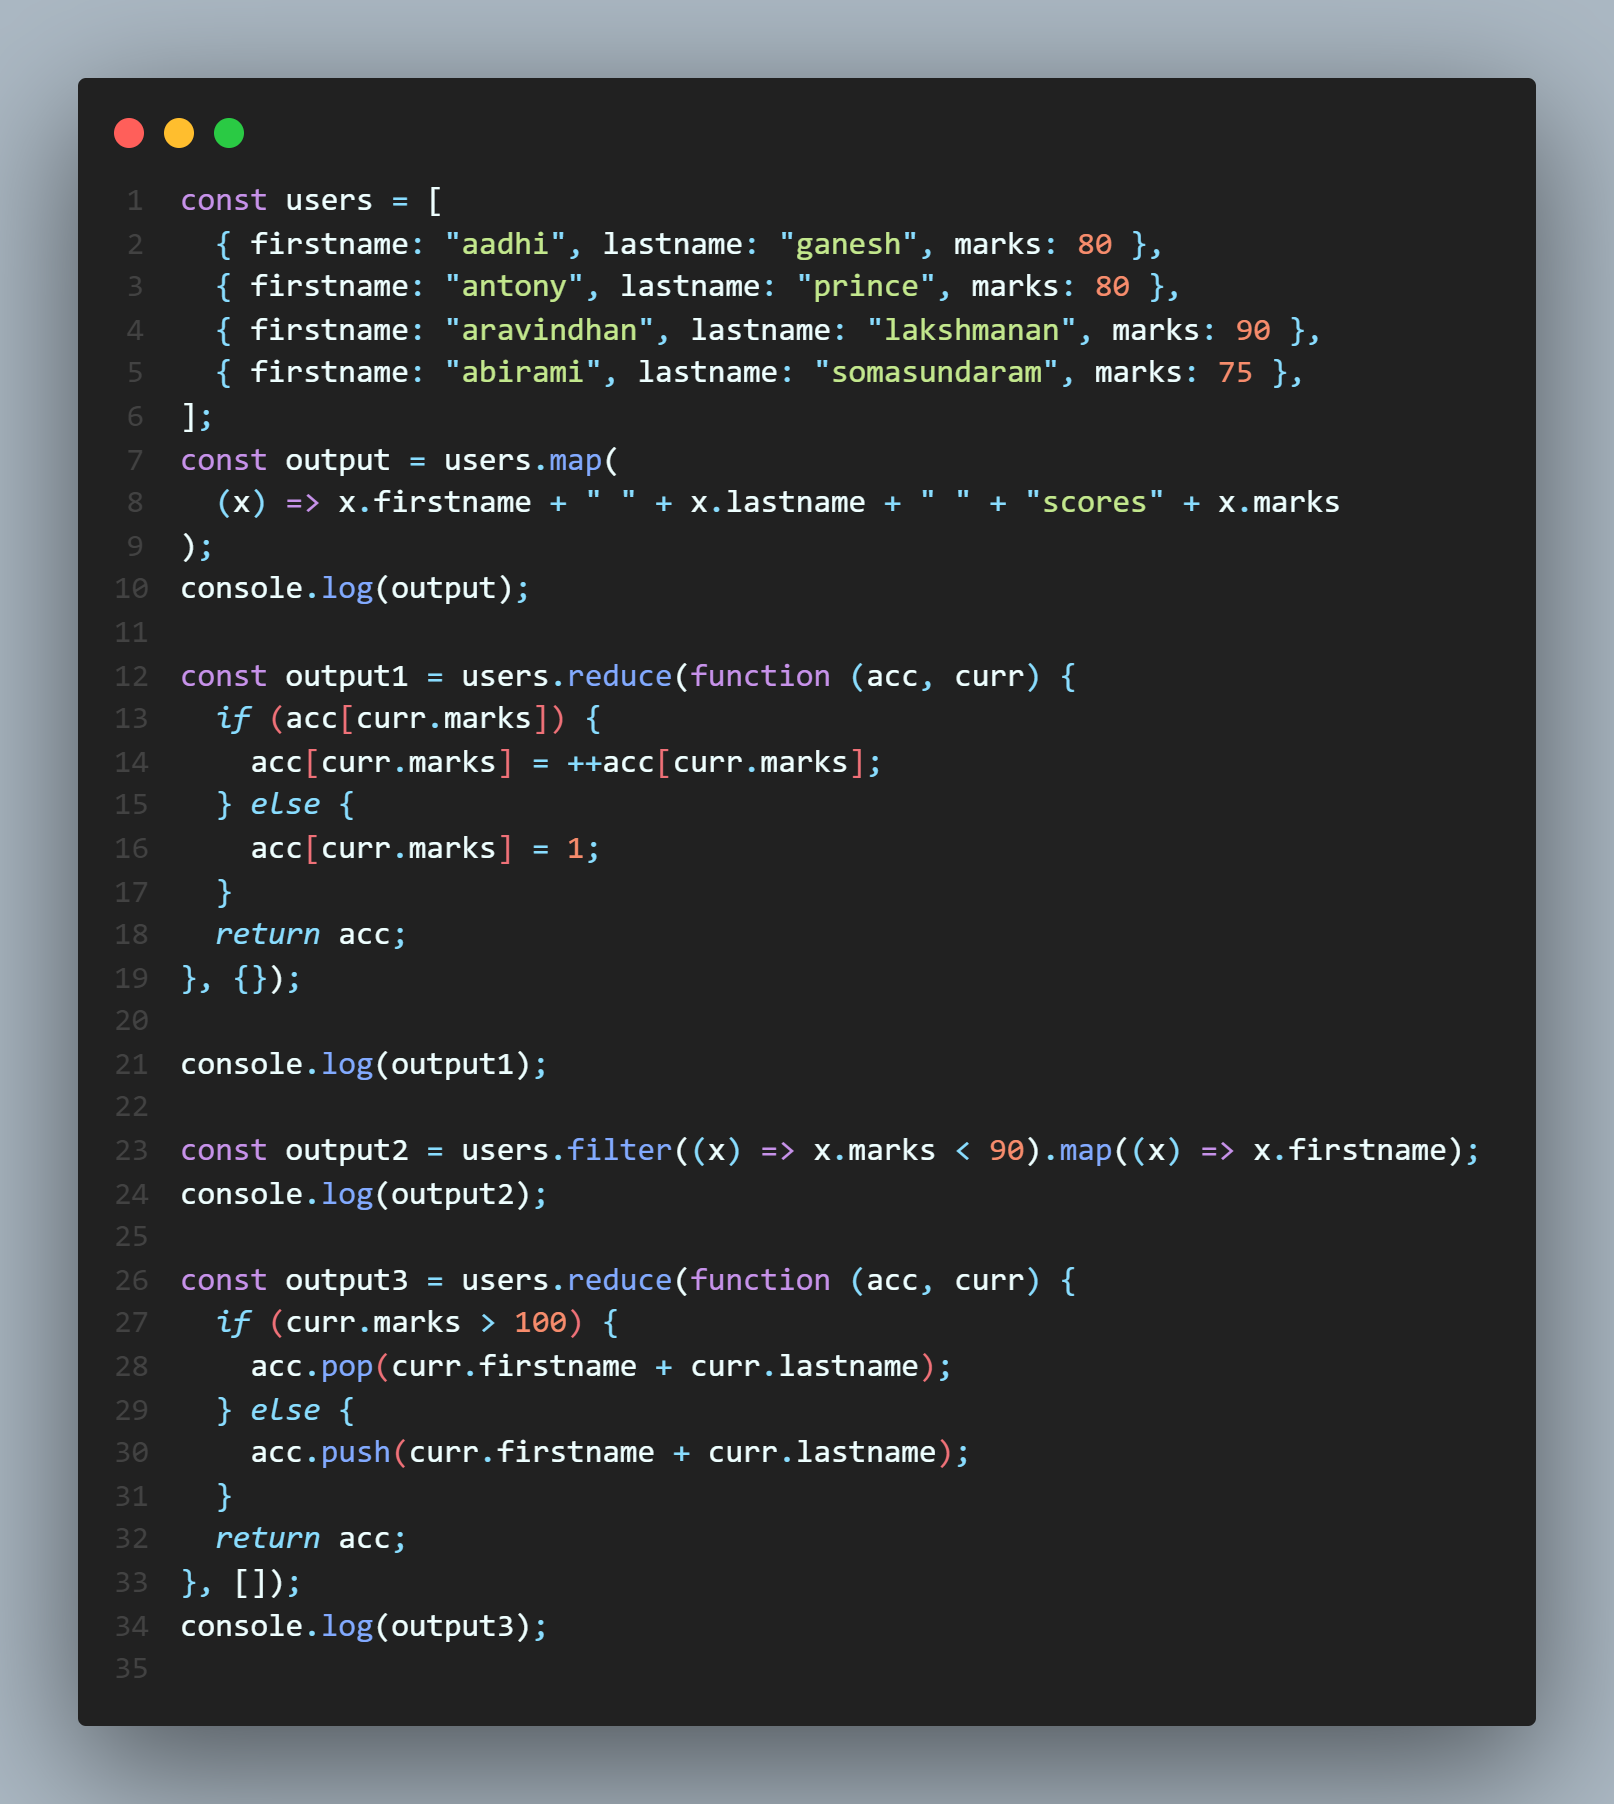 1 const users = [
2   { firstname: "aadhi", lastname: "ganesh", marks: 80 },
3   { firstname: "antony", lastname: "prince", marks: 80 },
4   { firstname: "aravindhan", lastname: "lakshmanan", marks: 90 },
5   { firstname: "abirami", lastname: "somasundaram", marks: 75 },
6 ];
7 const output = users.map(
8   (x) => x.firstname + " " + x.lastname + " " + "scores" + x.marks
9 );
10 console.log(output);
11
12 const output1 = users.reduce(function (acc, curr) {
13   if (acc[curr.marks]) {
14     acc[curr.marks] = ++acc[curr.marks];
15   } else {
16     acc[curr.marks] = 1;
17   }
18   return acc;
19 }, {});
20
21 console.log(output1);
22
23 const output2 = users.filter((x) => x.marks < 90).map((x) => x.firstname);
24 console.log(output2);
25
26 const output3 = users.reduce(function (acc, curr) {
27   if (curr.marks > 100) {
28     acc.pop(curr.firstname + curr.lastname);
29   } else {
30     acc.push(curr.firstname + curr.lastname);
31   }
32   return acc;
33 }, []);
34 console.log(output3);
35